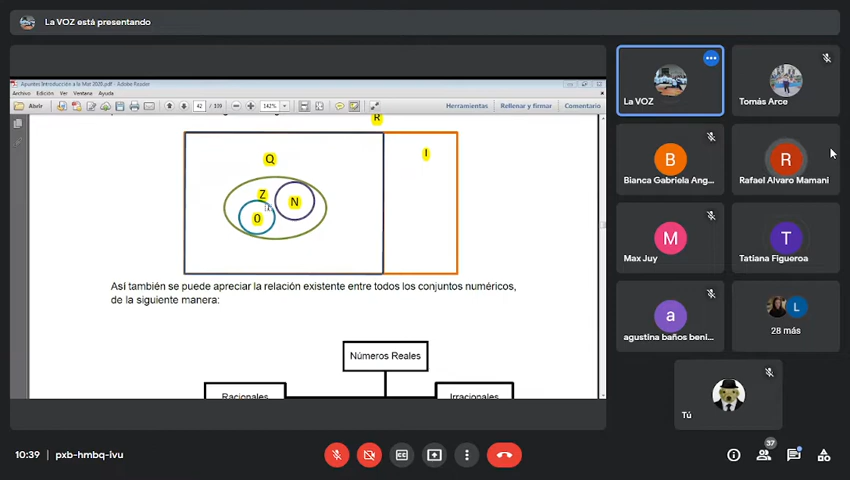 La VOZ está presentando
Apuntes Introducción a la Mat 2020.pdf - Adobe Reader
Archivo Edición Ver Ventana Ayuda
Abrir
42 / 109
142%
Herramientas
Rellenar y firmar
Comentario
R
Q
I
Z
N
0
Así también se puede apreciar la relación existente entre todos los conjuntos numéricos,
de la siguiente manera:
Números Reales
Racionales
Irracionales
La VOZ
Tomás Arce
B
Bianca Gabriela Ang...
R
Rafael Alvaro Mamani
M
Max Juy
T
Tatiana Figueroa
a
agustina baños beni...
L
28 más
Tú
10:39
pxb-hmbq-ivu
37